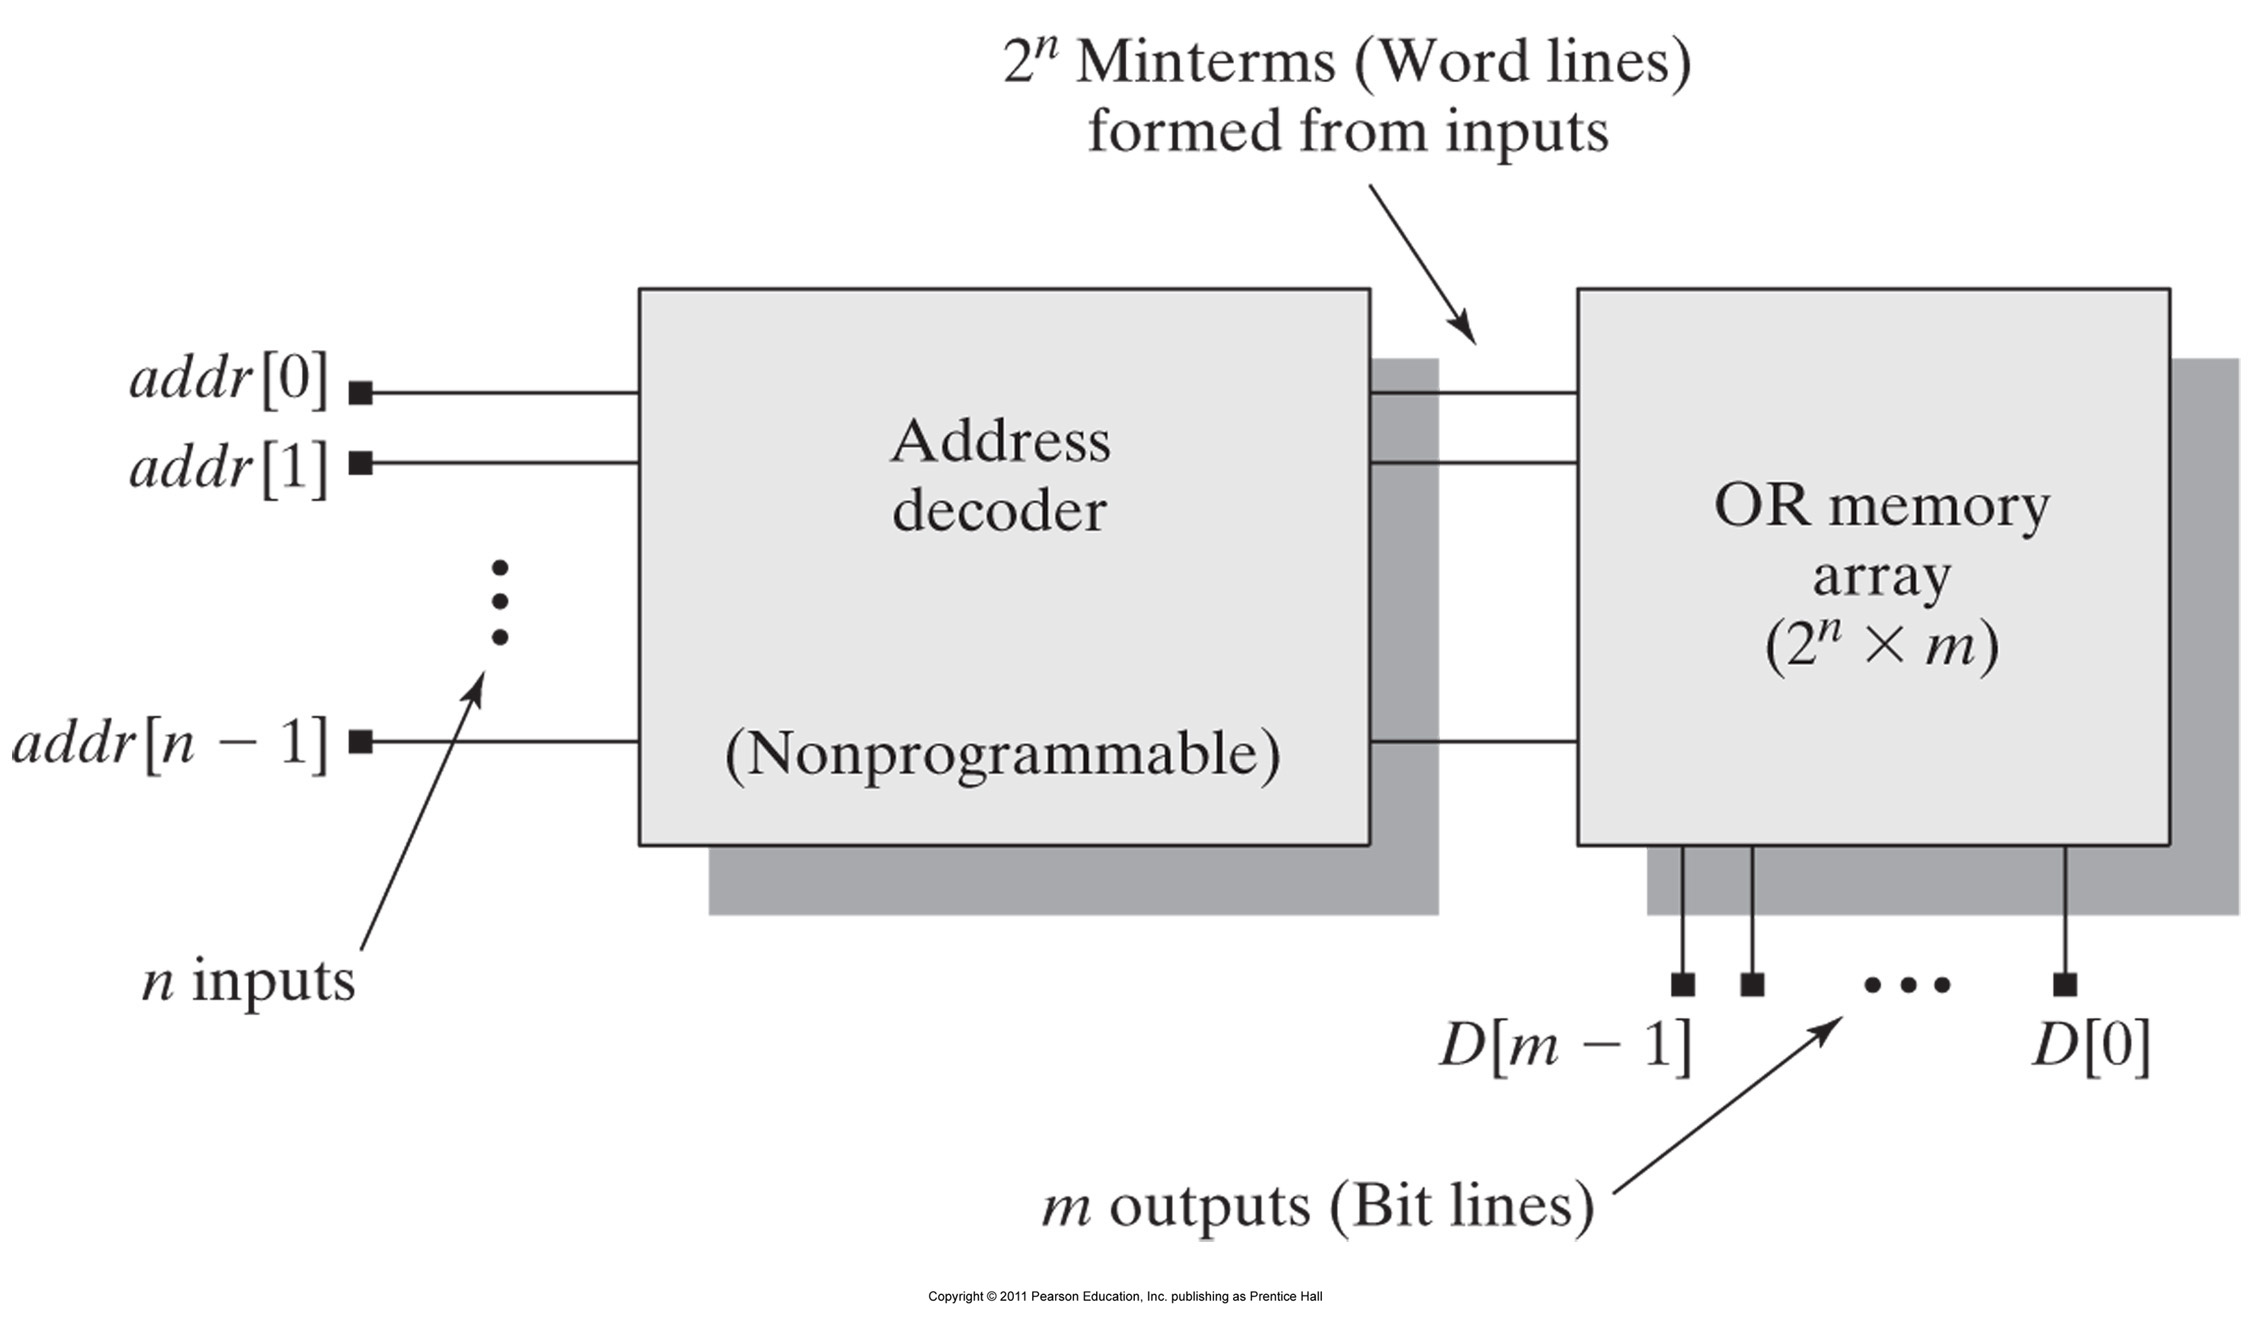 2ⁿ Minterms (Word lines)
formed from inputs
addr[0]
addr[1]
addr[n − 1]
n inputs
Address
decoder
(Nonprogrammable)
OR memory
array
(2ⁿ × m)
D[m − 1]
D[0]
m outputs (Bit lines)
Copyright © 2011 Pearson Education, Inc. publishing as Prentice Hall